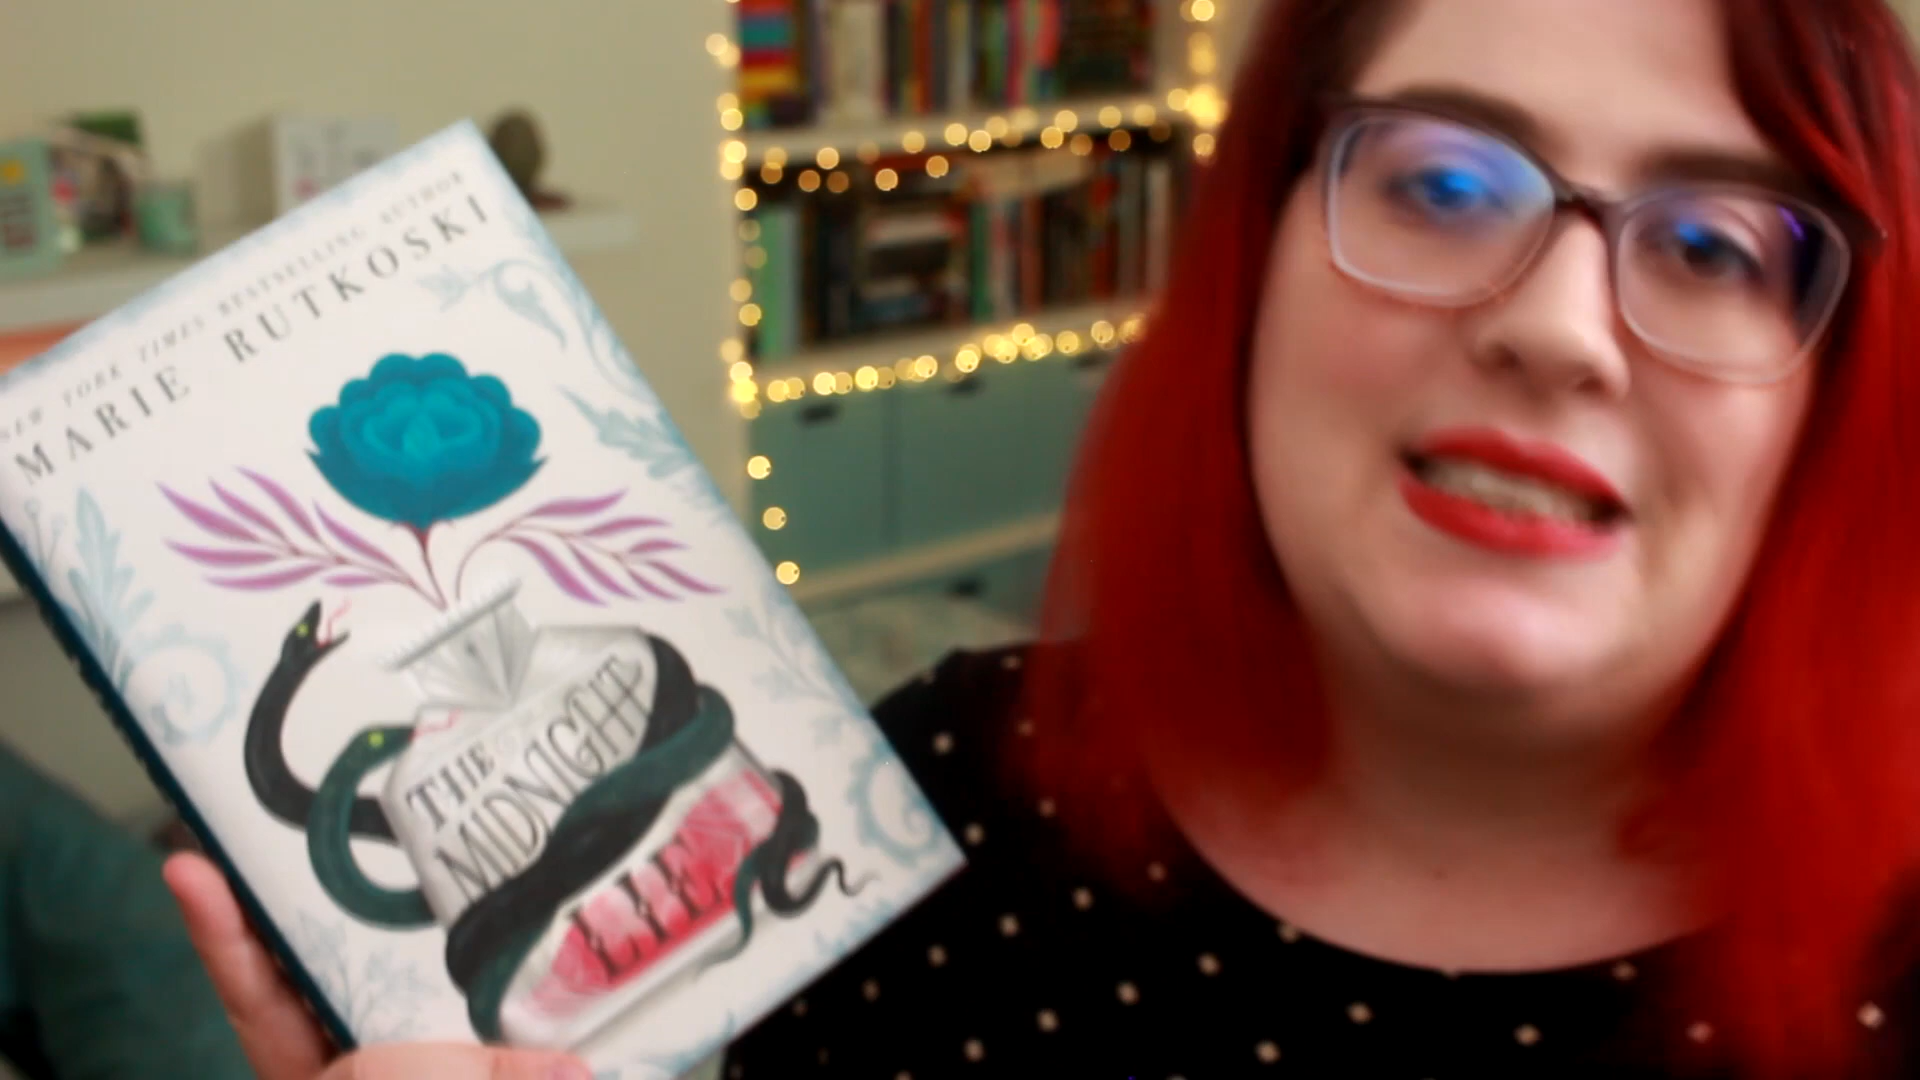 NEW YORK TIMES BESTSELLING AUTHOR
MARIE RUTKOSKI
THE
MIDNIGHT
LIE